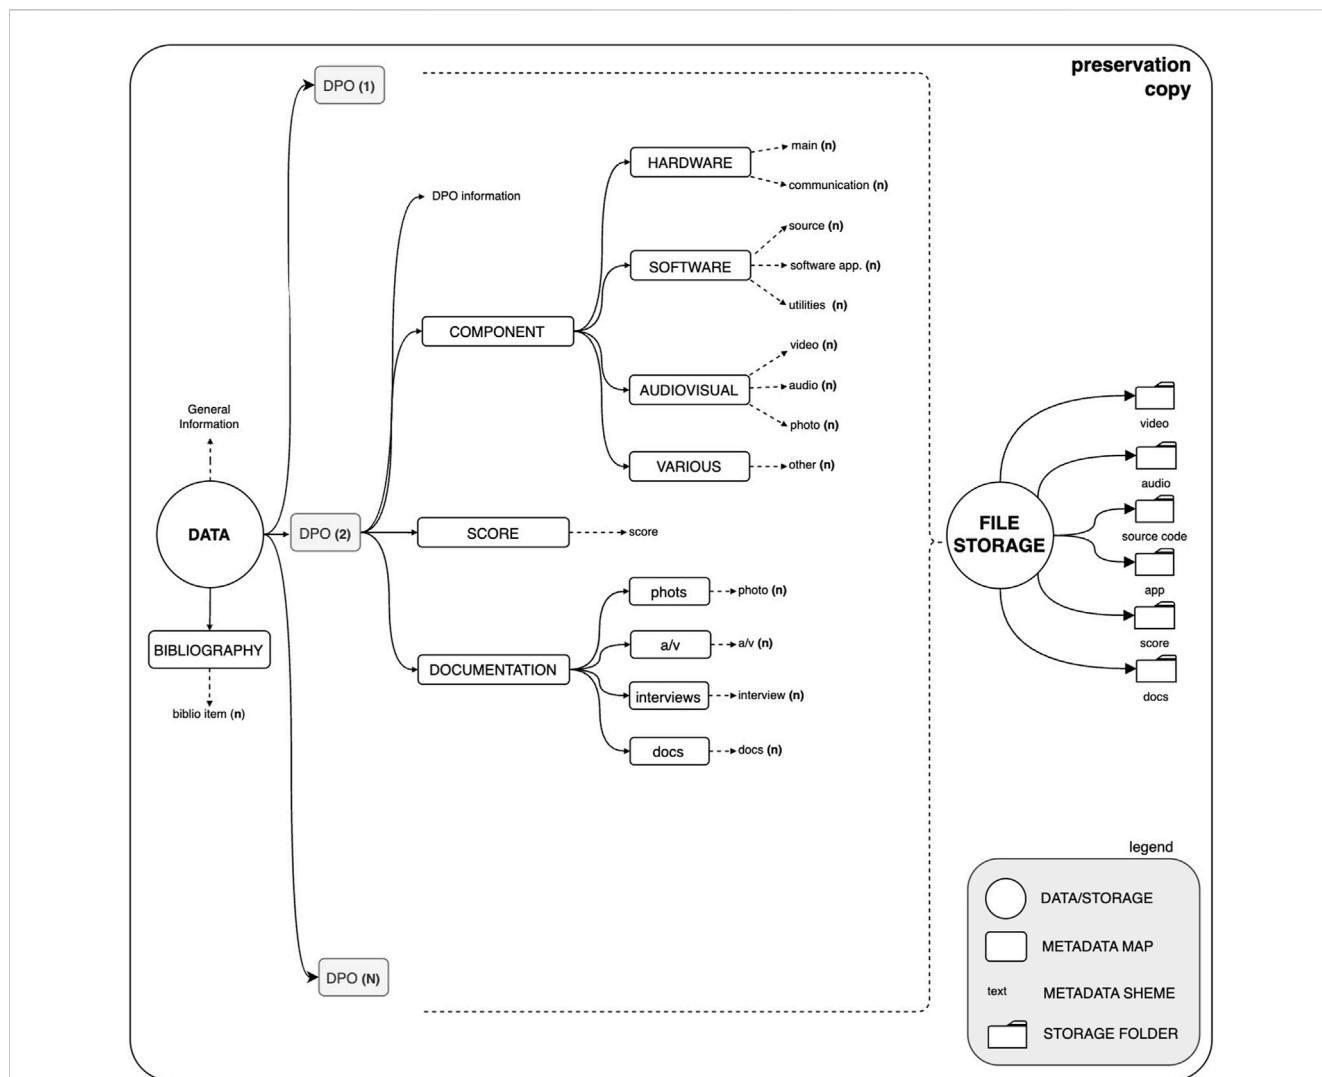 preservation
copy
DPO (1)
HARDWARE
main (n)
communication (n)
DPO information
SOFTWARE
source (n)
software app. (n)
utilities (n)
COMPONENT
AUDIOVISUAL
video (n)
audio (n)
photo (n)
VARIOUS
other (n)
General
Information
DATA
DPO (2)
SCORE
score
BIBLIOGRAPHY
biblio item (n)
DOCUMENTATION
phots
photo (n)
a/v
a/v (n)
interviews
interview (n)
docs
docs (n)
DPO (N)
FILE
STORAGE
video
audio
source code
app
score
docs
legend
DATA/STORAGE
METADATA MAP
text
METADATA SHEME
STORAGE FOLDER